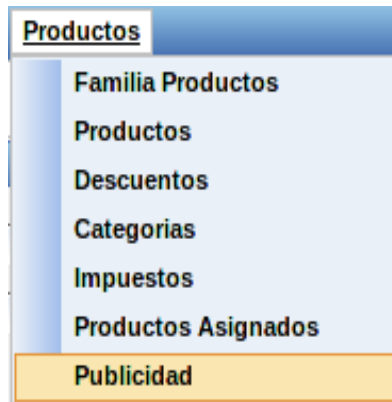 Productos
Familia Productos
Productos
Descuentos
Categorias
Impuestos
Productos Asignados
Publicidad